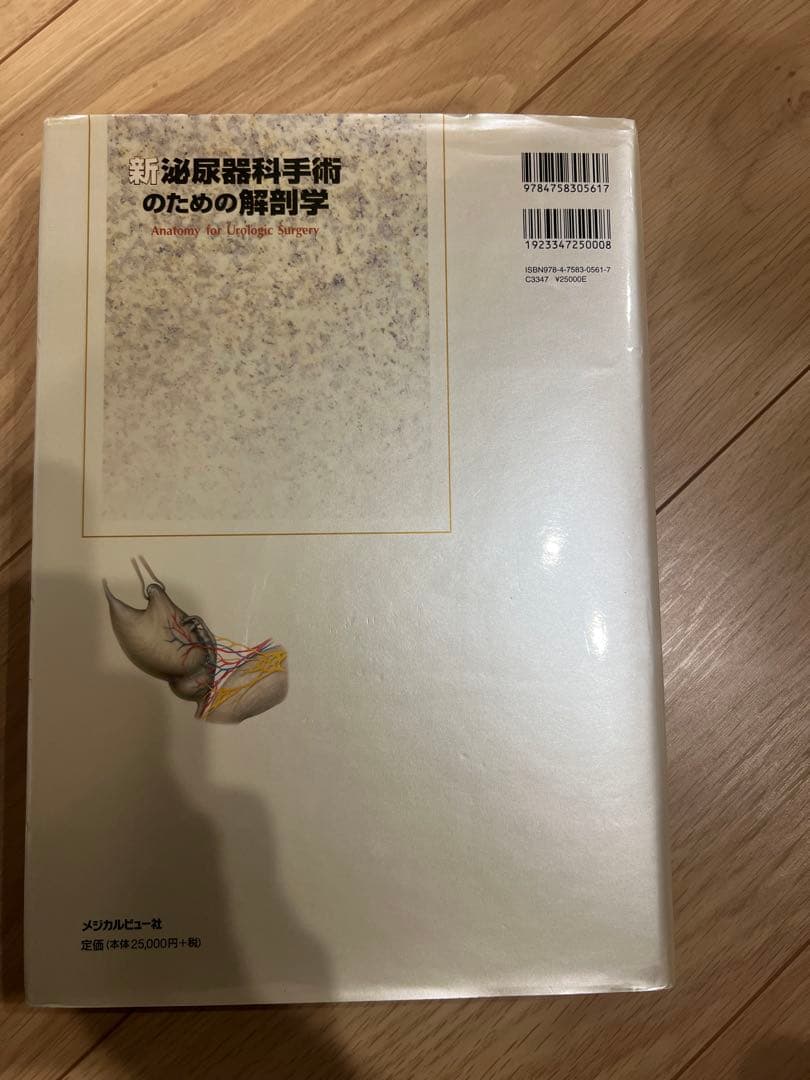 新泌尿器科手術
のための解剖学
Anatomy for Urologic Surgery
9784758305617
1923347250008
ISBN978-4-7583-0561-7
C3347 ¥25000E
メジカルビュー社
定価(本体25,000円+税)